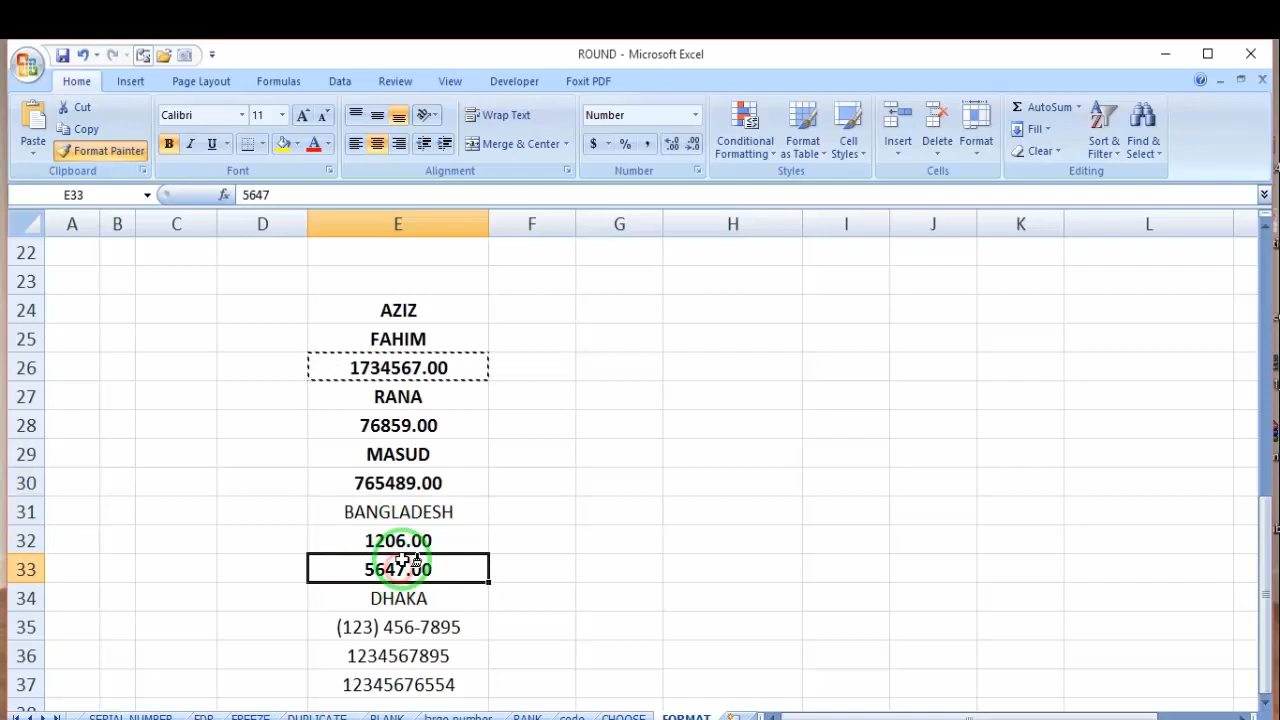 ROUND - Microsoft Excel
Home Insert Page Layout Formulas Data Review View Developer Foxit PDF
Paste
Cut
Copy
Format Painter
Clipboard
Calibri 11
B I U
Font
Wrap Text
Merge & Center
Alignment
Number
$ % ,
Number
Conditional Formatting
Format as Table
Cell Styles
Styles
Insert Delete Format
Cells
AutoSum
Fill
Clear
Sort & Filter
Find & Select
Editing
E33 fx 5647
A B C D E F G H I J K L
22
23
24 AZIZ
25 FAHIM
26 1734567.00
27 RANA
28 76859.00
29 MASUD
30 765489.00
31 BANGLADESH
32 1206.00
33 5647.00
34 DHAKA
35 (123) 456-7895
36 1234567895
37 12345676554
SERIAL NUMBER FREEZE DUPLICATE BLANK large number RANK code CHOOSE FORMAT